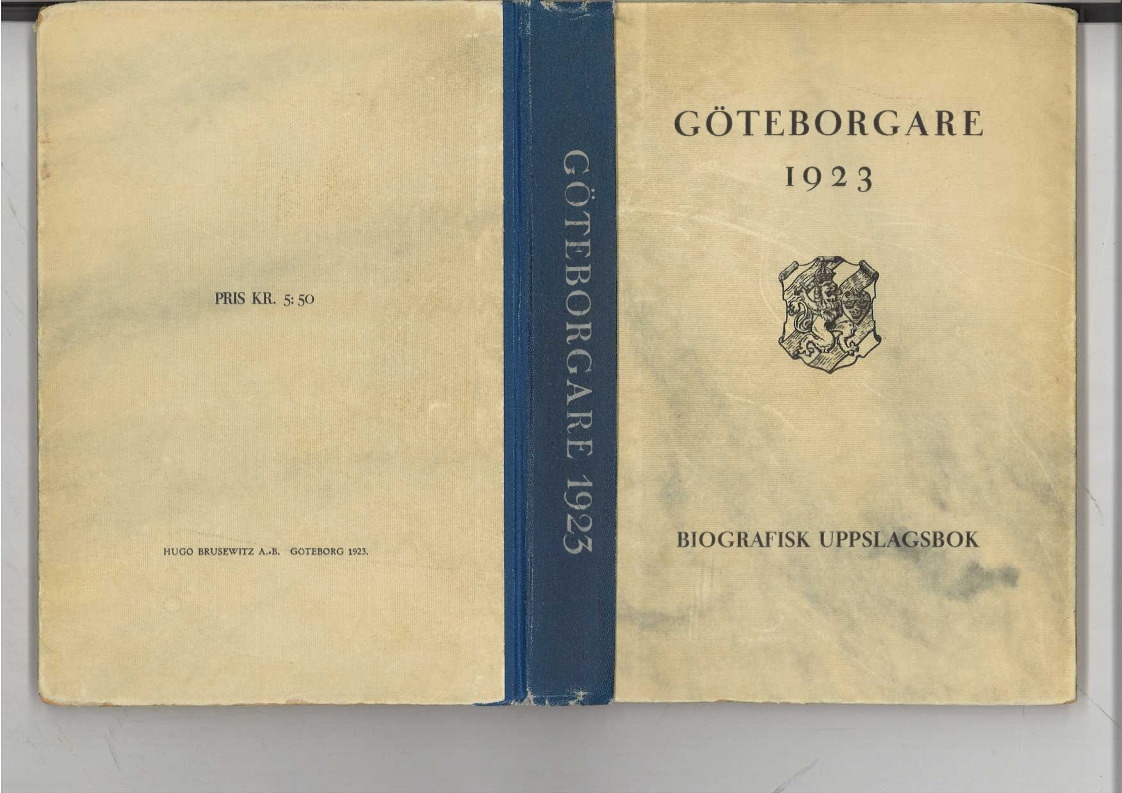 PRIS KR. 5:50
HUGO BRUSEWITZ A.-B. GÖTEBORG 1923.
GÖTEBORGARE 1923
GÖTEBORGARE
1923
BIOGRAFISK UPPSLAGSBOK